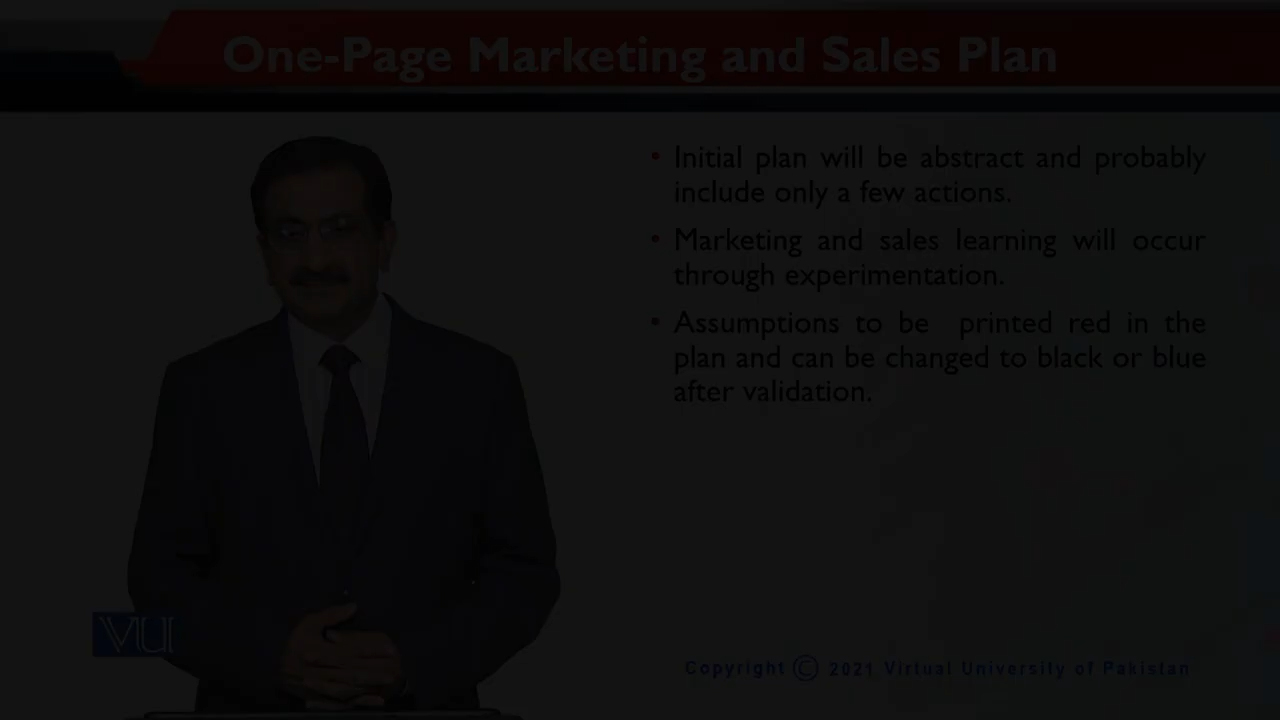 One-Page Marketing and Sales Plan
• Initial plan will be abstract and probably
include only a few actions.
• Marketing and sales learning will occur
through experimentation.
• Assumptions to be printed red in the
plan and can be changed to black or blue
after validation.
VU
Copyright © 2021 Virtual University of Pakistan